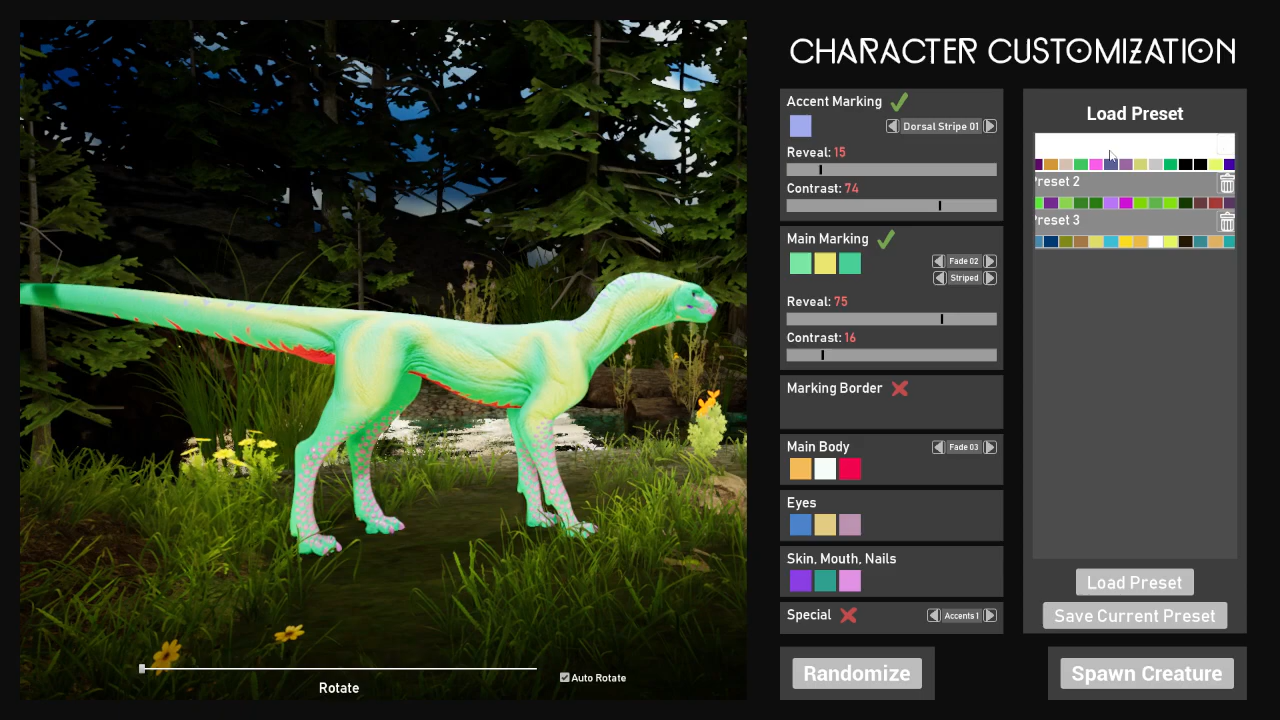 CHARACTER CUSTOMIZATION
Accent Marking
Dorsal Stripe 01
Reveal: 15
Contrast: 74
Main Marking
Fade 02
Striped
Reveal: 75
Contrast: 16
Marking Border
Main Body
Fade 03
Eyes
Skin, Mouth, Nails
Special
Accents 1
Load Preset
Preset 2
Preset 3
Load Preset
Save Current Preset
Rotate
Auto Rotate
Randomize
Spawn Creature